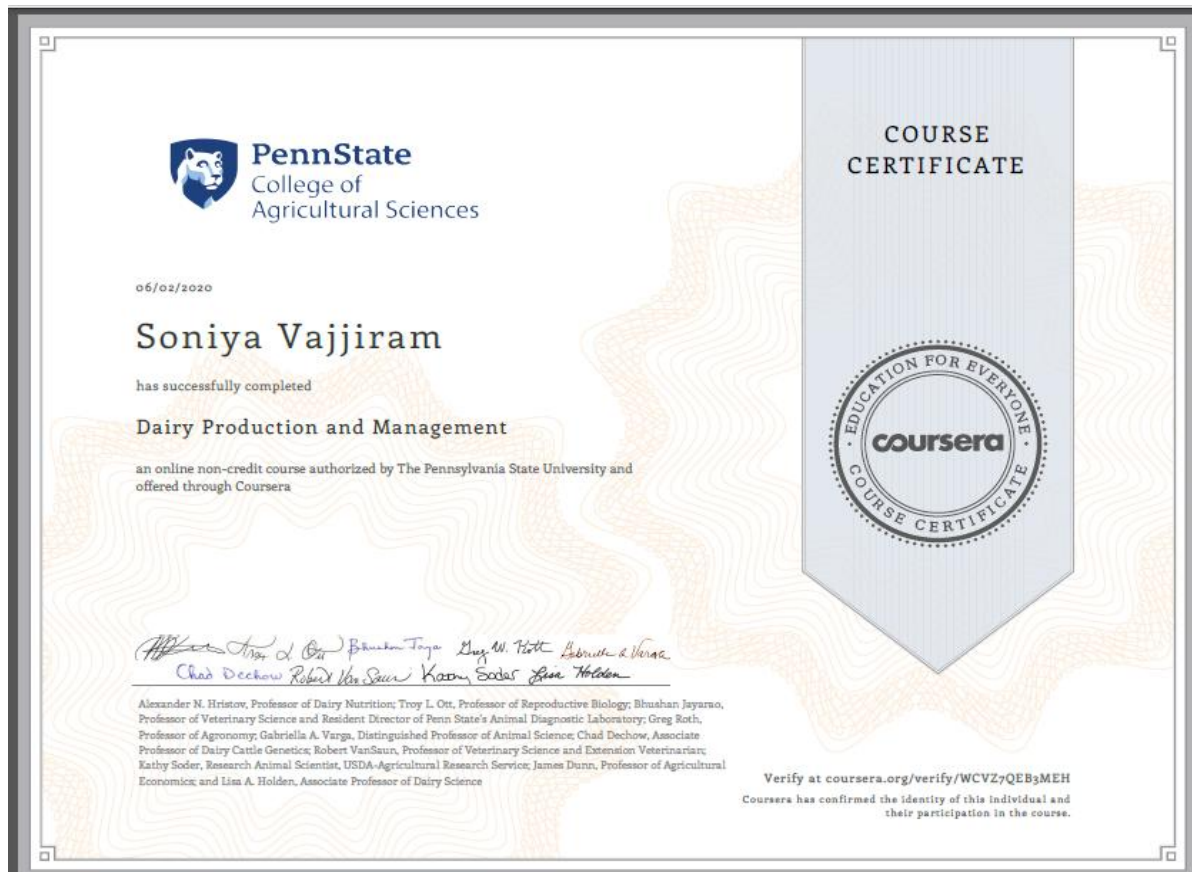 PennState
College of
Agricultural Sciences
COURSE
CERTIFICATE
06/02/2020
Soniya Vajjiram
has successfully completed
Dairy Production and Management
an online non-credit course authorized by The Pennsylvania State University and
offered through Coursera
EDUCATION FOR EVERYONE
coursera
COURSE CERTIFICATE
Bhushan Jaya
Chad Dechow Robert Van Saun Kathy Soder Lisa Holden
Alexander N. Hristov, Professor of Dairy Nutrition; Troy L. Ott, Professor of Reproductive Biology; Bhushan Jayarao,
Professor of Veterinary Science and Resident Director of Penn State's Animal Diagnostic Laboratory; Greg Roth,
Professor of Agronomy; Gabriella A. Varga, Distinguished Professor of Animal Science; Chad Dechow, Associate
Professor of Dairy Cattle Genetics; Robert VanSaun, Professor of Veterinary Science and Extension Veterinarian;
Kathy Soder, Research Animal Scientist, USDA-Agricultural Research Service; James Dunn, Professor of Agricultural
Economics; and Lisa A. Holden, Associate Professor of Dairy Science
Verify at coursera.org/verify/WCVZ7QEB3MEH
Coursera has confirmed the identity of this individual and
their participation in the course.